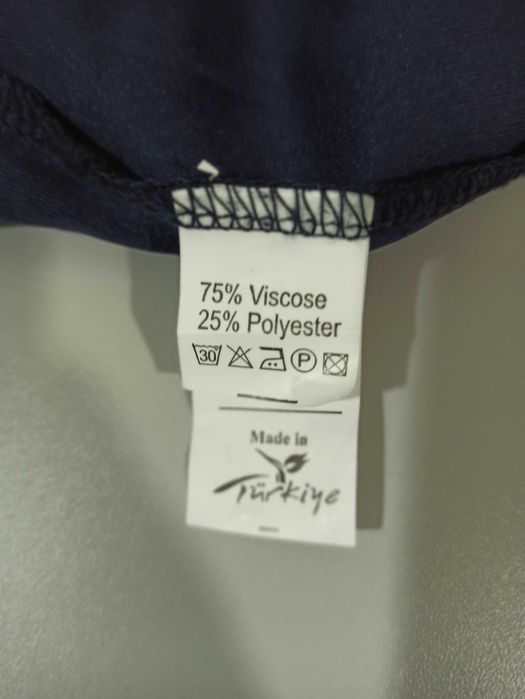 75% Viscose
25% Polyester
30 P
Made in
Türkiye